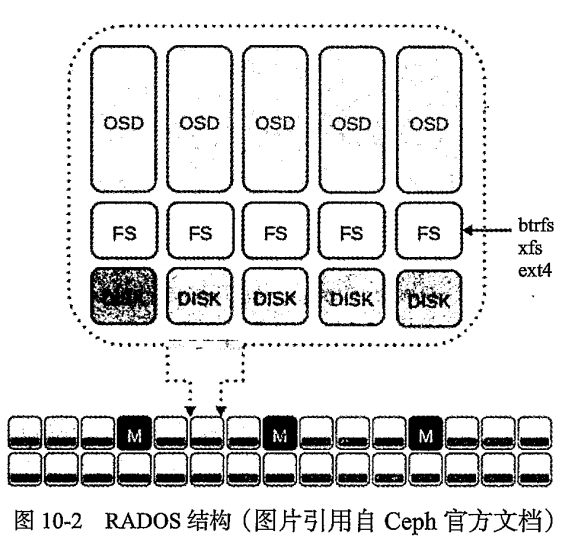 OSD OSD OSD OSD OSD
FS FS FS FS FS
btrfs
xfs
ext4
DISK DISK DISK DISK DISK
M M M
图 10-2 RADOS 结构（图片引用自 Ceph 官方文档）